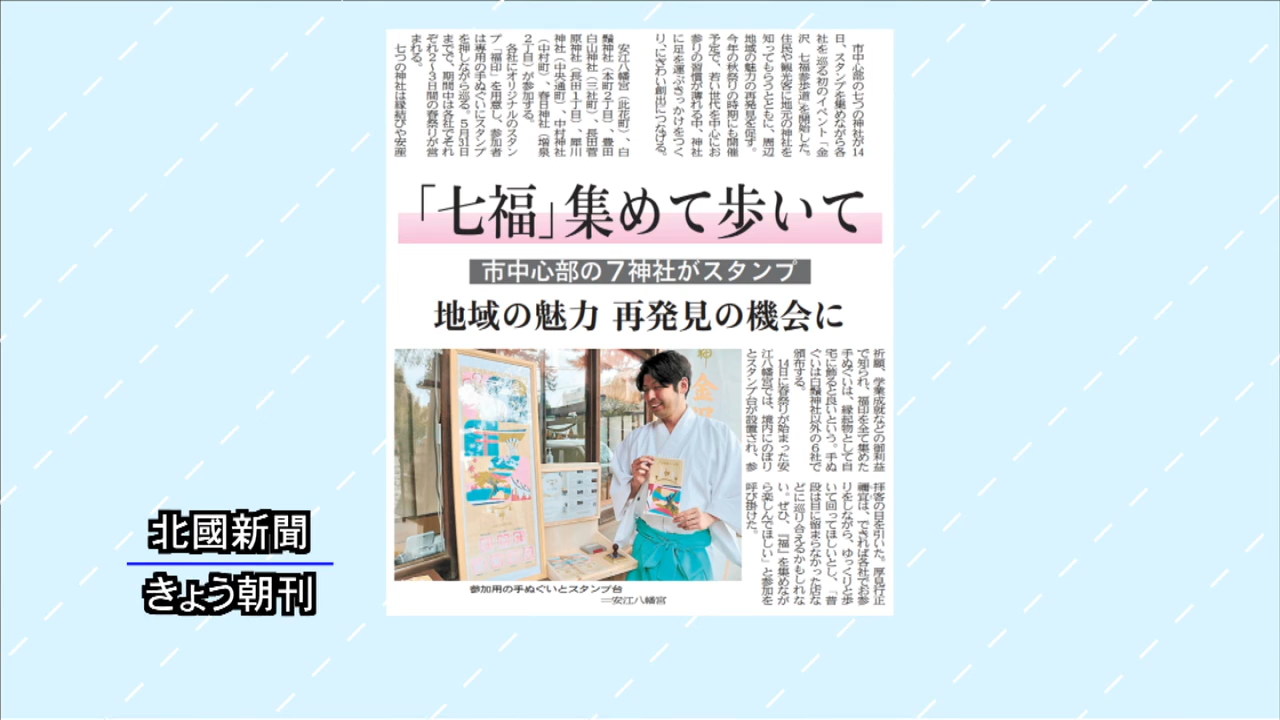 市中心部の七つの神社が14
日、スタンプを集めながら各
社を巡る初のイベント「金
沢 七福参歩道」を開始した。
住民や観光客に地元の神社を
知ってもらうとともに、周辺
地域の魅力の再発見を促す。
今年の秋祭りの時期にも開催
予定で、若い世代を中心にお
参りの習慣が薄れる中、神社
に足を運ぶきっかけをつく
り、にぎわい創出につなげる。
安江八幡宮（此花町）、白
鬚神社（本町2丁目）、豊田
白山神社（三社町）、長田菅
原神社（長田1丁目）、犀川
神社（中央通町）、中村神社
（中村町）、春日神社（増泉
2丁目）が参加する。
各社にオリジナルのスタン
プ「福印」を用意し、参加者
は専用の手ぬぐいにスタンプ
を押しながら巡る。5月31日
までで、期間中は各社でそれ
ぞれ2～3日間の春祭りが営
まれる。
七つの神社は縁結びや安産
「七福」集めて歩いて
市中心部の7神社がスタンプ
地域の魅力 再発見の機会に
祈願、学業成就などの御利益
で知られ、福印を全て集めた
手ぬぐいは、縁起物として自
宅に飾ると良いという。手ぬ
ぐいは白鬚神社以外の6社で
頒布する。
14日に春祭りが始まった安
江八幡宮では、境内にのぼり
とスタンプ台が設置され、参
拝客の目を引いた。厚見行正
禰宜は、できれば各社でお参
りをしながら、ゆっくりと歩
いて回ってほしいとし、「普
段は目に留まらなかった店な
どに巡り合えるかもしれな
い。ぜひ、『福』を集めなが
ら楽しんでほしい」と参加を
呼び掛けた。
参加用の手ぬぐいとスタンプ台
＝安江八幡宮
北國新聞
きょう朝刊